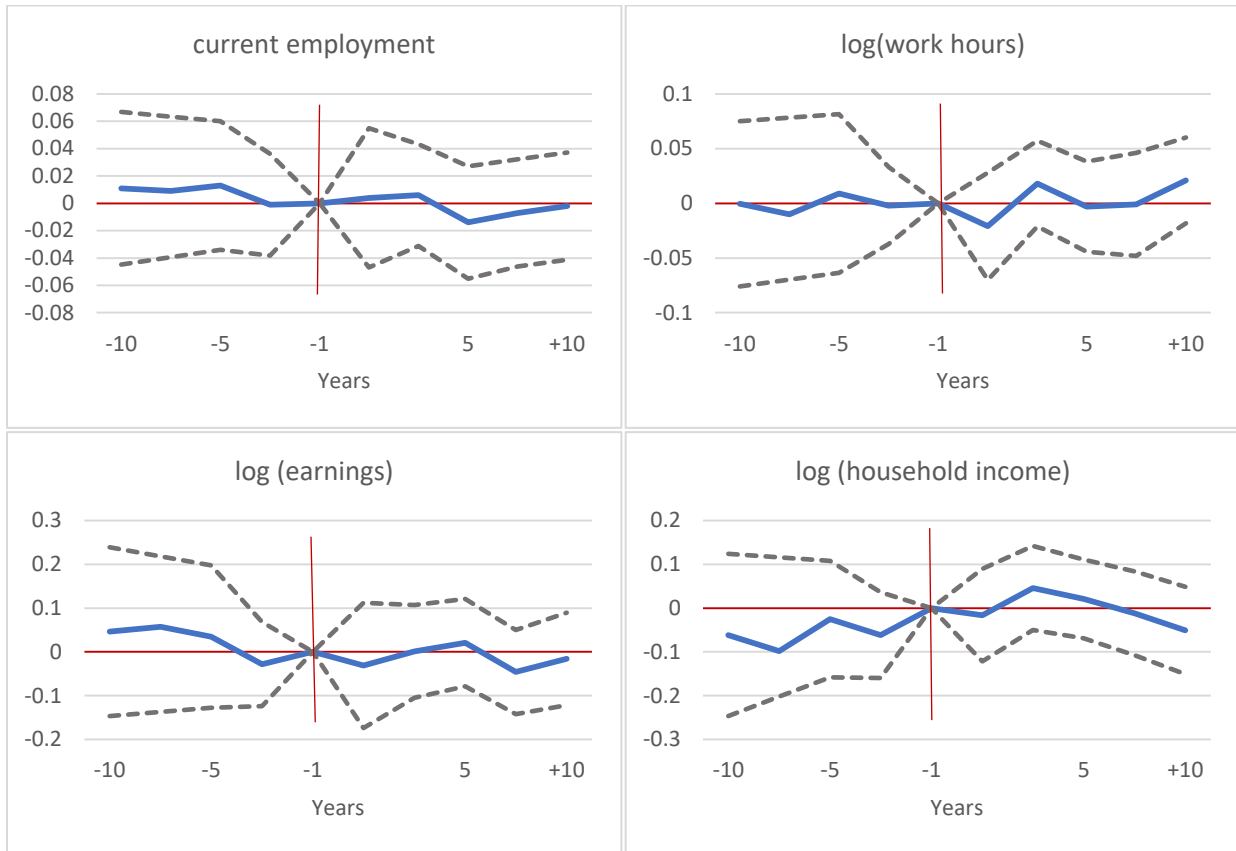 current employment
0.08
0.06
0.04
0.02
0
-0.02
-0.04
-0.06
-0.08
-10 -5 -1 5 +10
Years
log(work hours)
0.1
0.05
0
-0.05
-0.1
-10 -5 -1 5 +10
Years
log (earnings)
0.3
0.2
0.1
0
-0.1
-0.2
-10 -5 -1 5 +10
Years
log (household income)
0.2
0.1
0
-0.1
-0.2
-0.3
-10 -5 -1 5 +10
Years